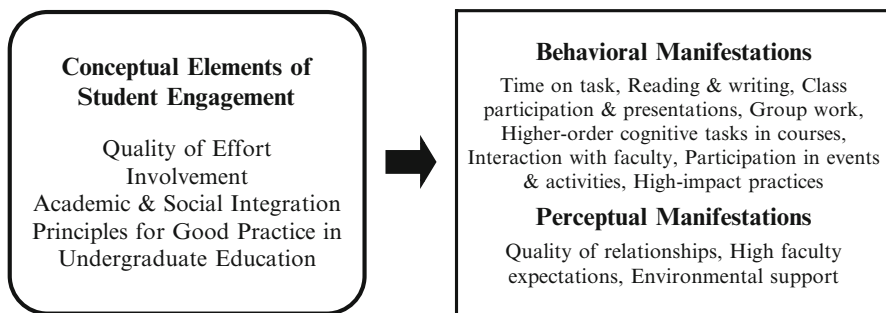 Conceptual Elements of
Student Engagement
Quality of Effort
Involvement
Academic & Social Integration
Principles for Good Practice in
Undergraduate Education
Behavioral Manifestations
Time on task, Reading & writing, Class
participation & presentations, Group work,
Higher-order cognitive tasks in courses,
Interaction with faculty, Participation in events
& activities, High-impact practices
Perceptual Manifestations
Quality of relationships, High faculty
expectations, Environmental support